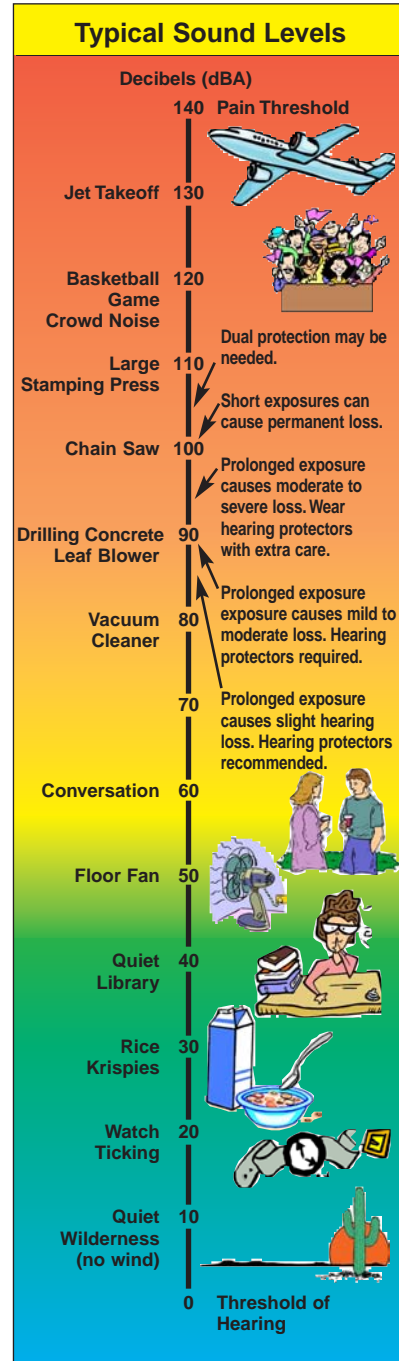 Typical Sound Levels
Decibels (dBA)
140 Pain Threshold
Jet Takeoff 130
Basketball 120
Game
Crowd Noise
Dual protection may be
needed.
Large 110
Stamping Press
Short exposures can
cause permanent loss.
Chain Saw 100
Prolonged exposure
causes moderate to
severe loss. Wear
hearing protectors
with extra care.
Drilling Concrete 90
Leaf Blower
Prolonged exposure
exposure causes mild to
moderate loss. Hearing
protectors required.
Vacuum 80
Cleaner
70
Prolonged exposure
causes slight hearing
loss. Hearing protectors
recommended.
Conversation 60
Floor Fan 50
Quiet 40
Library
Rice 30
Krispies
Watch 20
Ticking
Quiet 10
Wilderness
(no wind)
0 Threshold of
Hearing